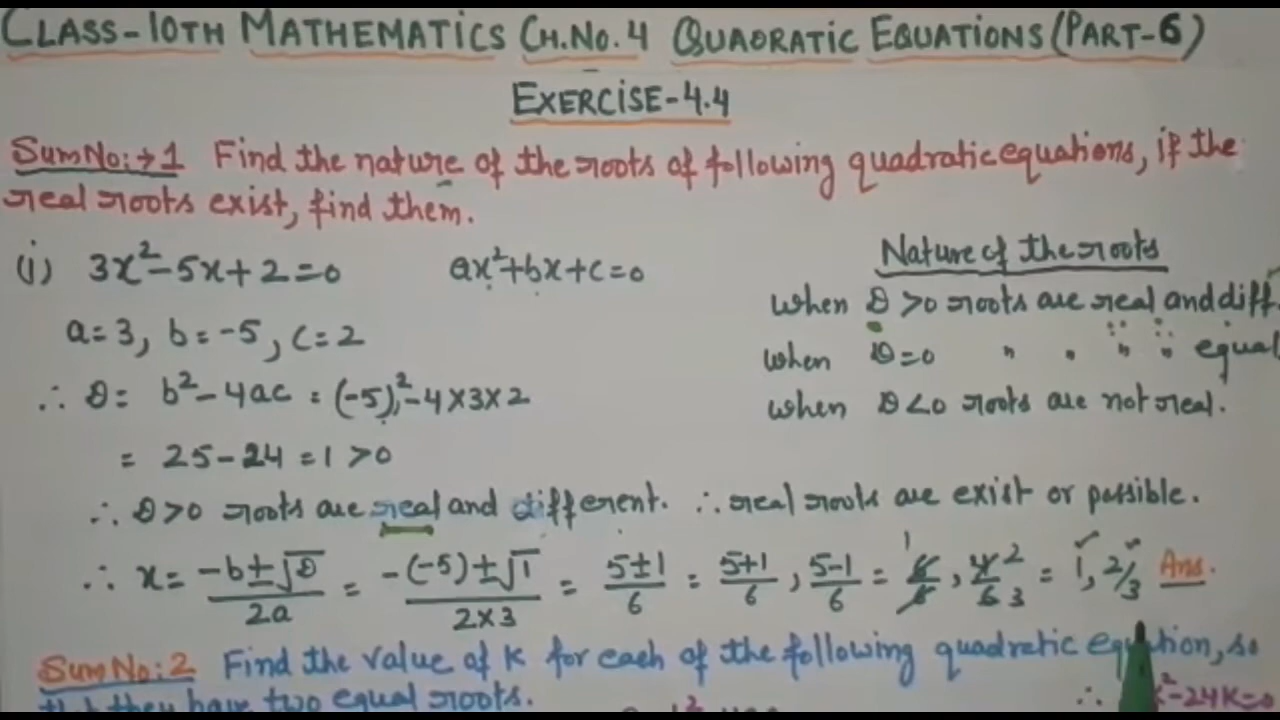 CLASS-10TH MATHEMATICS CH.NO.4 QUADRATIC EQUATIONS (PART-6)
EXERCISE-4.4
Sum No:→1 Find the nature of the roots of following quadratic equations, if the
real roots exist, find them.
(i) 3x²-5x+2=0 ax²+bx+c=0
a=3, b=-5, c=2
∴ D= b²-4ac = (-5)²-4×3×2
= 25-24=1>0
Nature of the roots
When D>0 roots are real and diff.
when D=0 " " " " equal
when D<0 roots are not real.
∴ D>0 roots are real and different. ∴ real roots are exist or possible.
∴ x= -b±√D/2a = -(-5)±√1/2×3 = 5±1/6 = 5+1/6, 5-1/6 = 6/6 1, 4/6 2 3 = 1, 2/3 Ans.
Sum No:2 Find the value of K for each of the following quadratic equation, so
that they have two equal roots.
∴ K²-24K=0